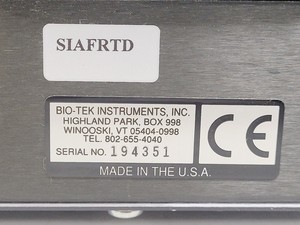 SIAFRTD
BIO-TEK INSTRUMENTS, INC.
HIGHLAND PARK, BOX 998
WINOOSKI, VT 05404-0998
TEL. 802-655-4040
SERIAL NO. 194351
CE
MADE IN THE U.S.A.